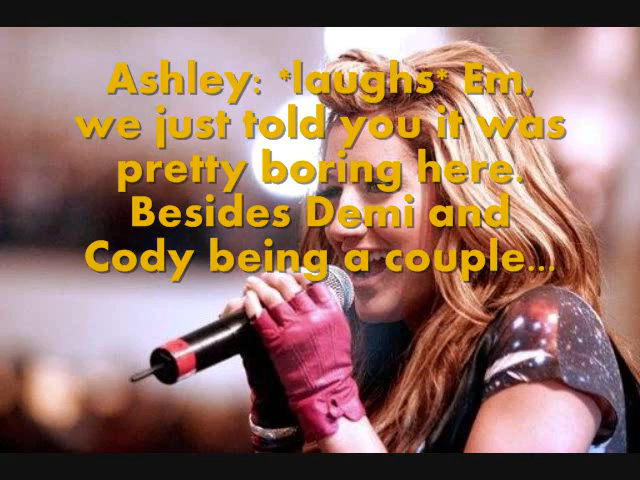 Ashley: *laughs* Em,
we just told you it was
pretty boring here.
Besides Demi and
Cody being a couple...